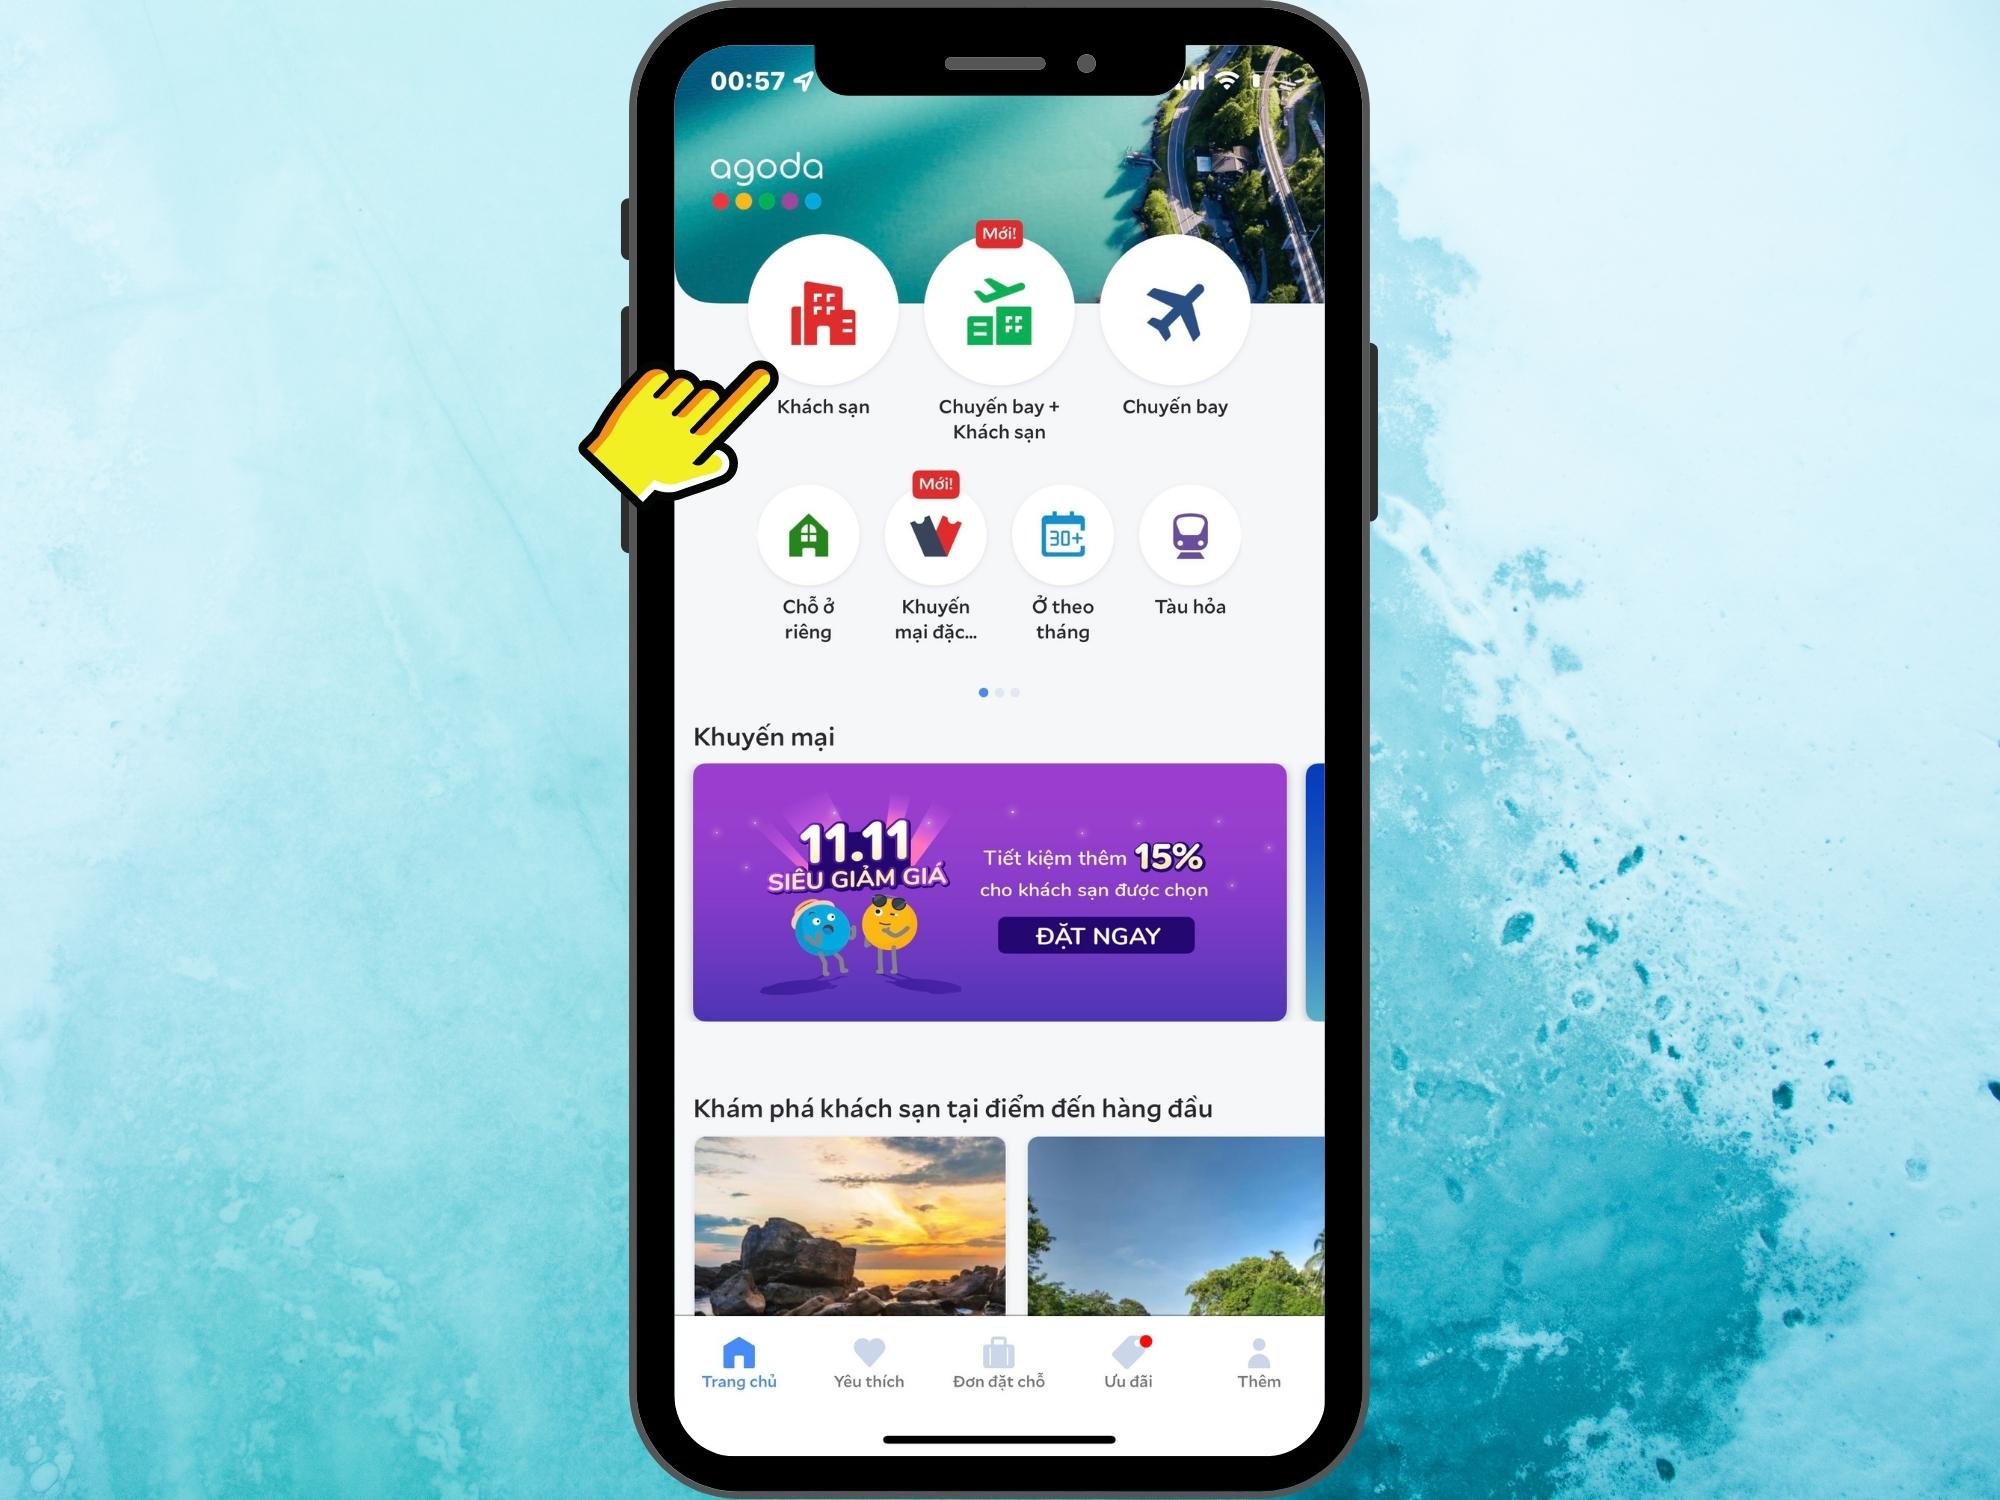 00:57
agoda
Mới!
Khách sạn
Chuyến bay +
Khách sạn
Chuyến bay
Mới!
30+
Chỗ ở
riêng
Khuyến
mại đặc...
Ở theo
tháng
Tàu hỏa
Khuyến mại
11.11
SIÊU GIẢM GIÁ
Tiết kiệm thêm 15%
cho khách sạn được chọn
ĐẶT NGAY
Khám phá khách sạn tại điểm đến hàng đầu
Trang chủ
Yêu thích
Đơn đặt chỗ
Ưu đãi
Thêm